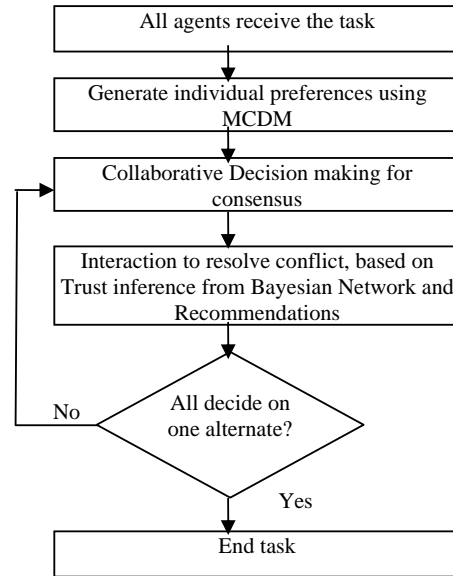 All agents receive the task
Generate individual preferences using
MCDM
Collaborative Decision making for
consensus
Interaction to resolve conflict, based on
Trust inference from Bayesian Network and
Recommendations
All decide on
one alternate?
No
Yes
End task